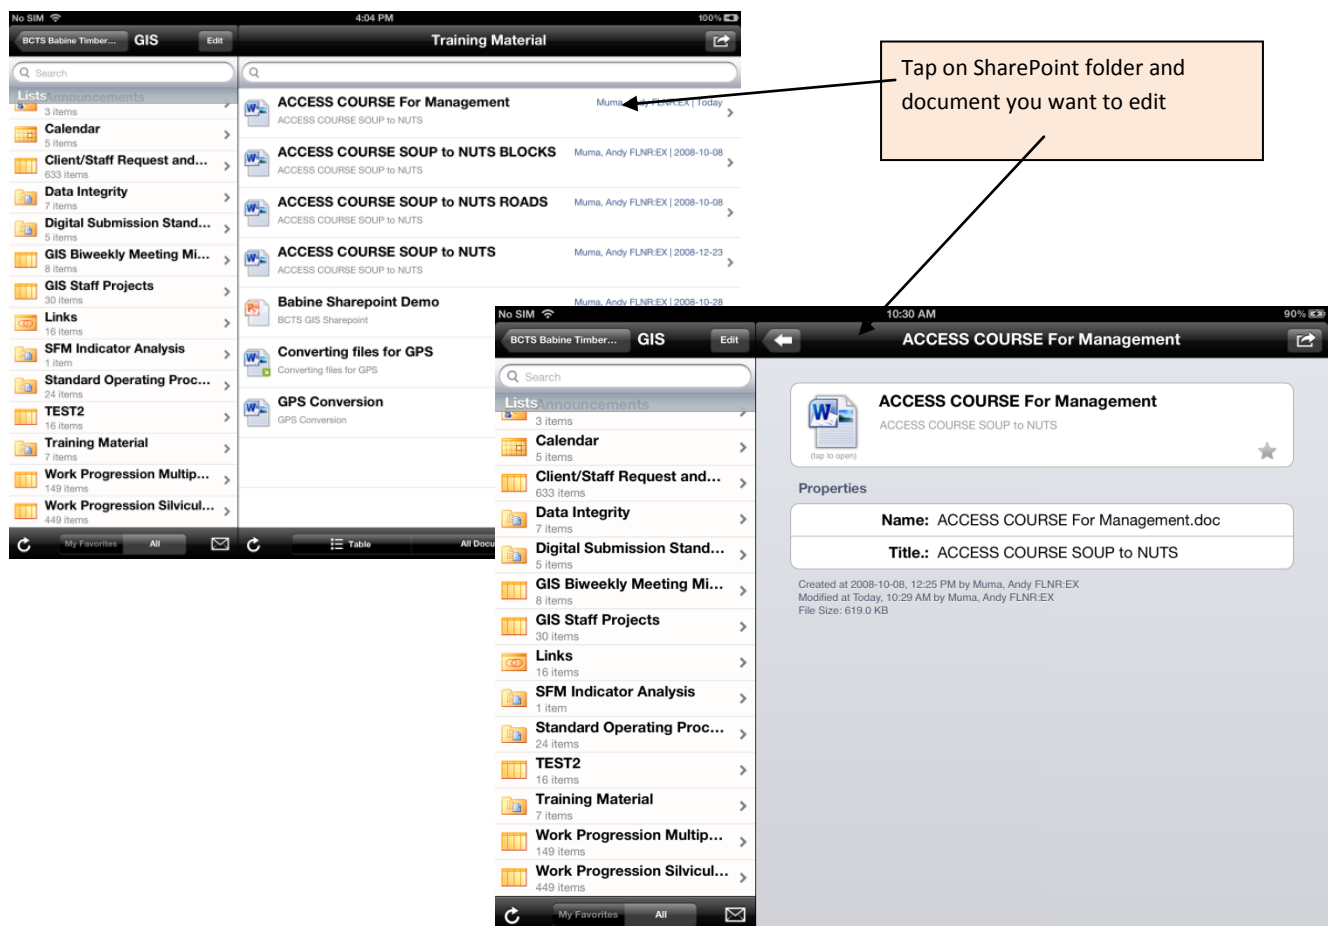 No SIM 4:04 PM 100%
BCTS Babine Timber... GIS Edit
Training Material
Search
Lists
Announcements
3 items
Calendar
5 items
Client/Staff Request and...
633 items
Data Integrity
7 items
Digital Submission Stand...
5 items
GIS Biweekly Meeting Mi...
8 items
GIS Staff Projects
30 items
Links
16 items
SFM Indicator Analysis
1 item
Standard Operating Proc...
24 items
TEST2
16 items
Training Material
7 items
Work Progression Multip...
149 items
Work Progression Silvicul...
449 items
My Favorites All
ACCESS COURSE For Management Muma, Andy FLNR:EX | Today
ACCESS COURSE SOUP to NUTS
ACCESS COURSE SOUP to NUTS BLOCKS Muma, Andy FLNR:EX | 2008-10-08
ACCESS COURSE SOUP to NUTS
ACCESS COURSE SOUP to NUTS ROADS Muma, Andy FLNR:EX | 2008-10-08
ACCESS COURSE SOUP to NUTS
ACCESS COURSE SOUP to NUTS Muma, Andy FLNR:EX | 2008-12-23
ACCESS COURSE SOUP to NUTS
Babine Sharepoint Demo Muma, Andy FLNR:EX | 2008-10-28
BCTS GIS Sharepoint
Converting files for GPS
Converting files for GPS
GPS Conversion
GPS Conversion
Table All Docu
Tap on SharePoint folder and
document you want to edit
No SIM 10:30 AM 90%
BCTS Babine Timber... GIS Edit
ACCESS COURSE For Management
Search
Lists
Announcements
3 items
Calendar
5 items
Client/Staff Request and...
633 items
Data Integrity
7 items
Digital Submission Stand...
5 items
GIS Biweekly Meeting Mi...
8 items
GIS Staff Projects
30 items
Links
16 items
SFM Indicator Analysis
1 item
Standard Operating Proc...
24 items
TEST2
16 items
Training Material
7 items
Work Progression Multip...
149 items
Work Progression Silvicul...
449 items
My Favorites All
ACCESS COURSE For Management
ACCESS COURSE SOUP to NUTS
(tap to open)
Properties
Name: ACCESS COURSE For Management.doc
Title.: ACCESS COURSE SOUP to NUTS
Created at 2008-10-08, 12:25 PM by Muma, Andy FLNR:EX
Modified at Today, 10:29 AM by Muma, Andy FLNR:EX
File Size: 619.0 KB